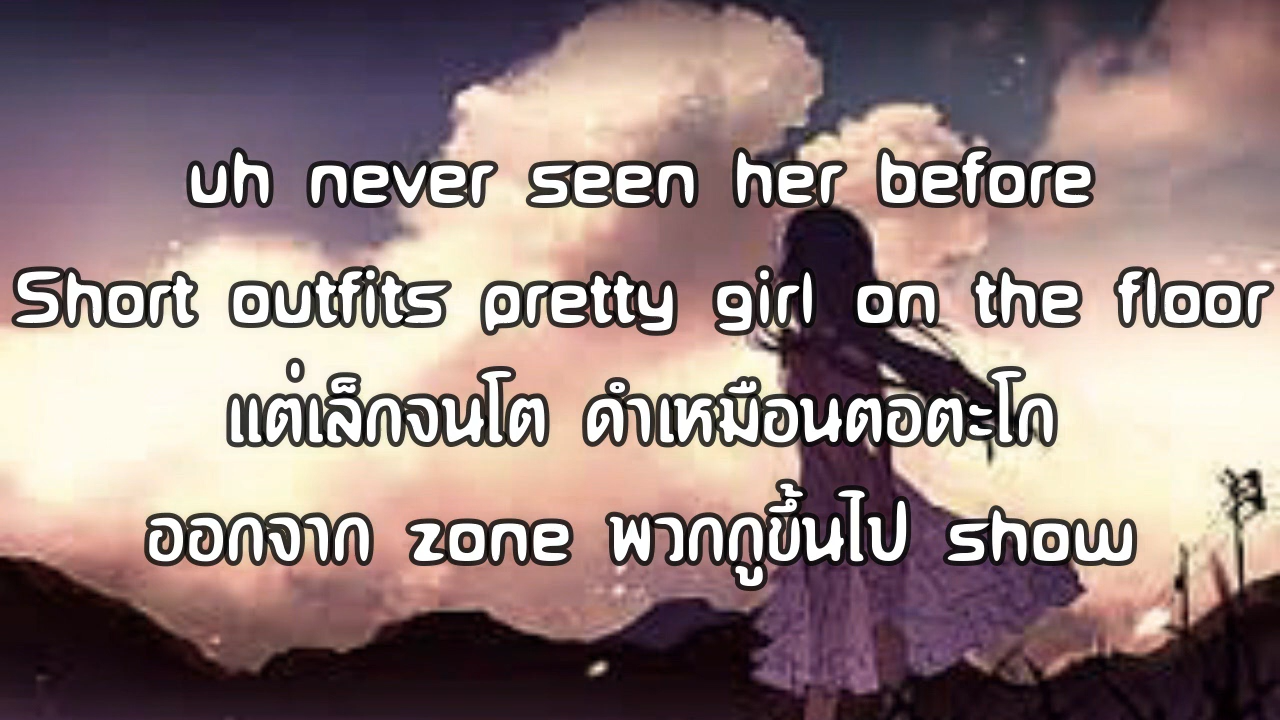 uh never seen her before
Short outfits pretty girl on the floor
แต่เล็กจนโต ดำเหมือนตอตะโก
ออกจาก zone พวกกูขึ้นไป show